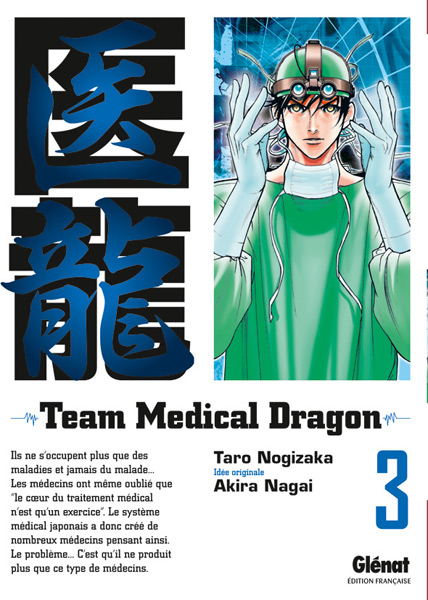 医龍
Team Medical Dragon
Ils ne s'occupent plus que des
maladies et jamais du malade...
Les médecins ont même oublié que
"le cœur du traitement médical
n'est qu'un exercice". Le système
médical japonais a donc créé de
nombreux médecins pensant ainsi.
Le problème... C'est qu'il ne produit
plus que ce type de médecins.
Taro Nogizaka
Idée originale
Akira Nagai
3
Glénat
ÉDITION FRANÇAISE